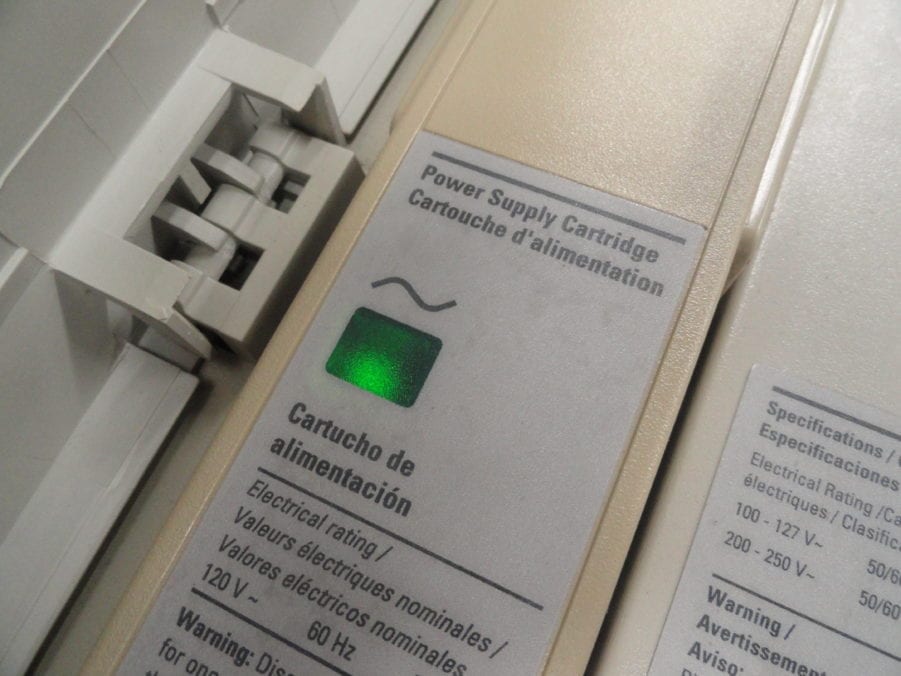 Power Supply Cartridge
Cartouche d'alimentation
Cartucho de
alimentación
Electrical rating /
Valeurs électriques nominales /
Valores eléctricos nominales
120 V ~
60 Hz
Warning:
for
Specifications /
Especificaciones
Electrical Rating /
électriques /
100 - 127 V~
200 - 250 V~
Warning /
Avertissement
Aviso: